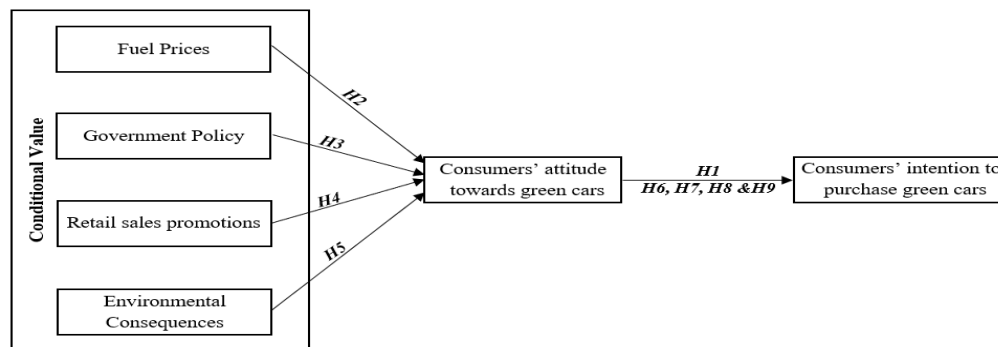 Conditional Value
Fuel Prices
Government Policy
Retail sales promotions
Environmental
Consequences
H2
H3
H4
H5
Consumers’ attitude
towards green cars
H1
H6, H7, H8 &H9
Consumers’ intention to
purchase green cars